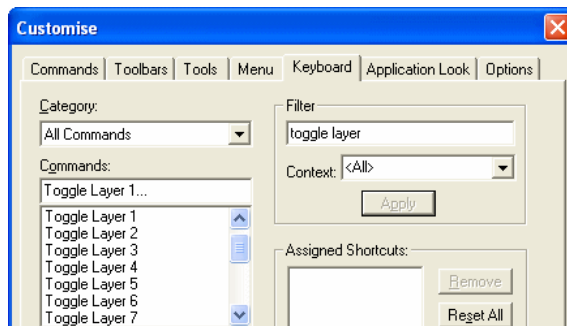 Customise
Commands Toolbars Tools Menu Keyboard Application Look Options
Category:
All Commands
Commands:
Toggle Layer 1...
Toggle Layer 1
Toggle Layer 2
Toggle Layer 3
Toggle Layer 4
Toggle Layer 5
Toggle Layer 6
Toggle Layer 7
Filter
toggle layer
Context: <All>
Apply
Assigned Shortcuts:
Remove
Reset All